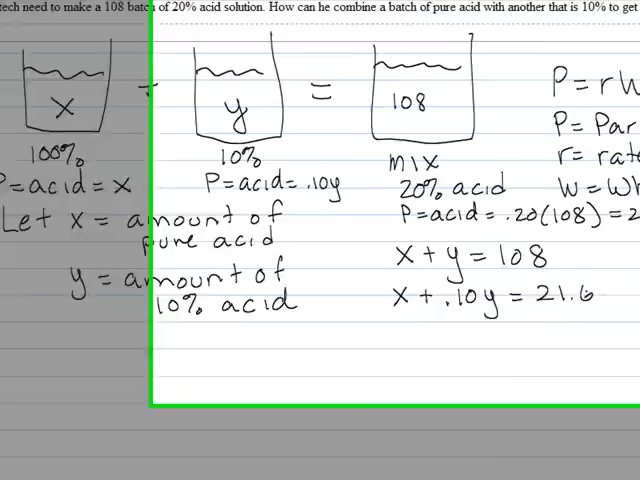 tech need to make a 108 batch of 20% acid solution. How can he combine a batch of pure acid with another that is 10% to get
x + y = 108
100% 10% mix
20% acid
P=acid = x P=acid=.10y P=acid = .20(108) = 2
P = r W
P = Par
r = rate
W = Wh
Let x = amount of pure acid
y = amount of 10% acid
x + y = 108
x + .10y = 21.6